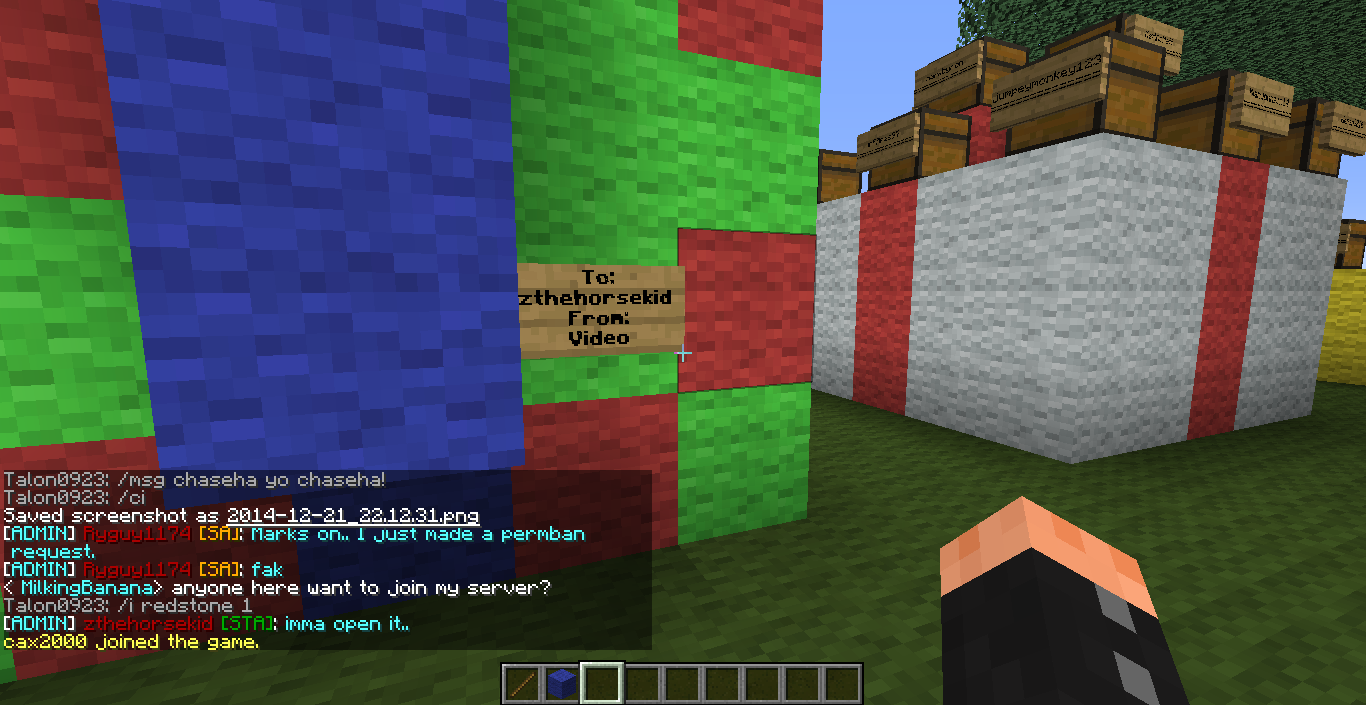 Jumpeymonkey123
To:
zthehorsekid
From:
Video
Talon0923: /msg chaseha yo chaseha!
Talon0923: /ci
Saved screenshot as 2014-12-21_22.12.31.png
[ADMIN] Ryguy1174 [SA]: Marks on.. I just made a permban
request.
[ADMIN] Ryguy1174 [SA]: fak
< MilkingBanana> anyone here want to join my server?
Talon0923: /i redstone 1
[ADMIN] zthehorsekid [STA]: imma open it..
cax2000 joined the game.